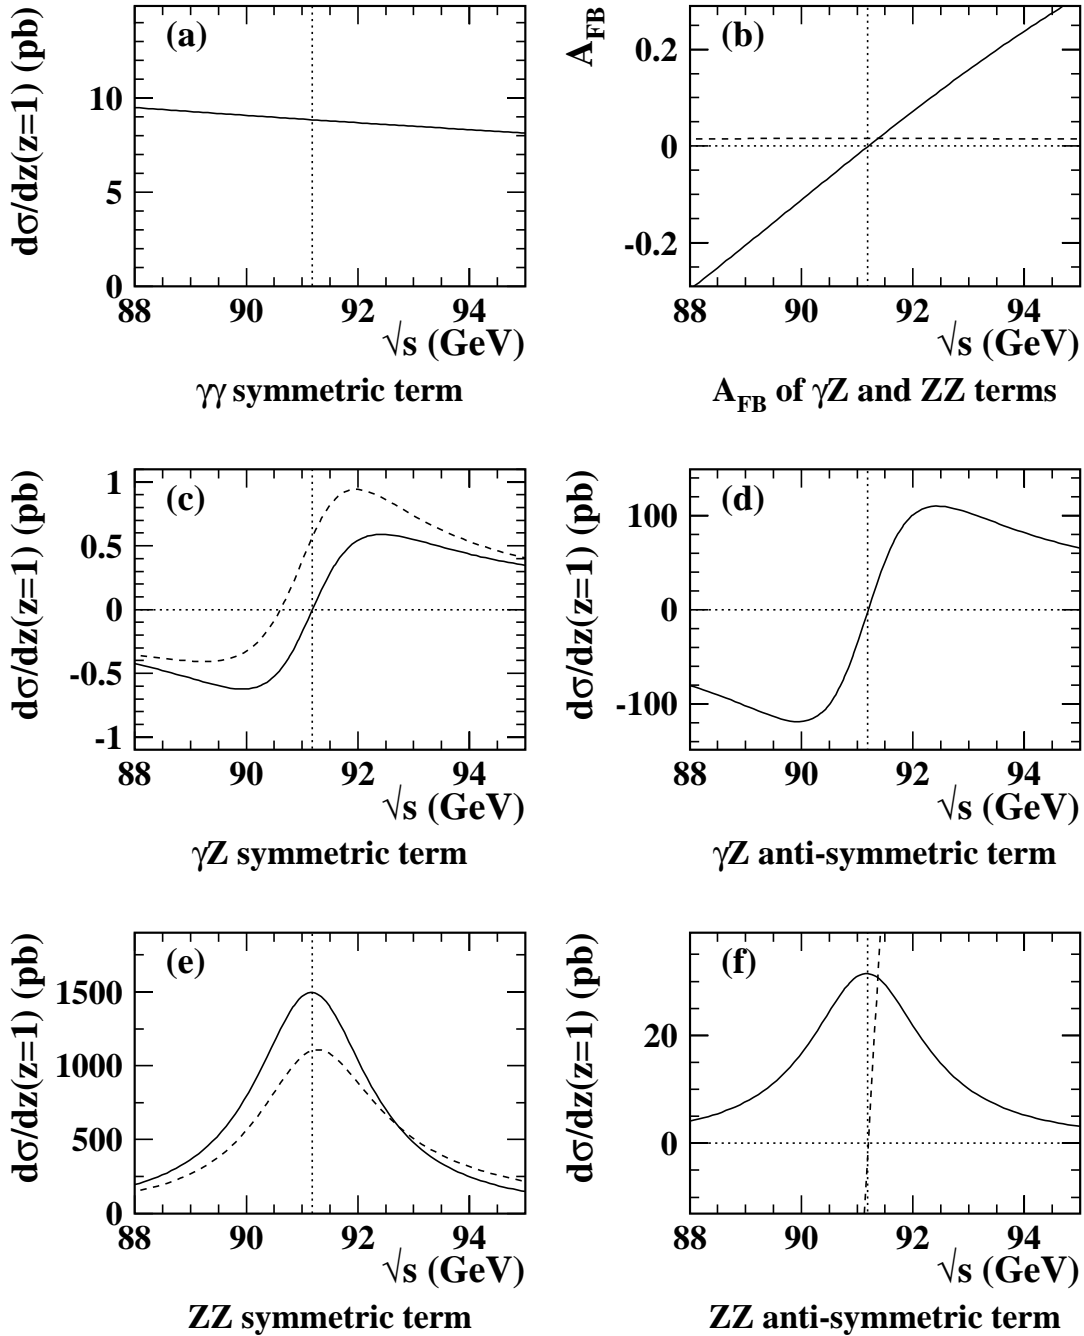 (a)
dσ/dz(z=1) (pb)
10
5
0
88 90 92 94
√s (GeV)
γγ symmetric term
(b)
A_FB
0.2
0
-0.2
88 90 92 94
√s (GeV)
A_FB of γZ and ZZ terms
(c)
dσ/dz(z=1) (pb)
1
0.5
0
-0.5
-1
88 90 92 94
√s (GeV)
γZ symmetric term
(d)
dσ/dz(z=1) (pb)
100
0
-100
88 90 92 94
√s (GeV)
γZ anti-symmetric term
(e)
dσ/dz(z=1) (pb)
1500
1000
500
0
88 90 92 94
√s (GeV)
ZZ symmetric term
(f)
dσ/dz(z=1) (pb)
20
0
88 90 92 94
√s (GeV)
ZZ anti-symmetric term